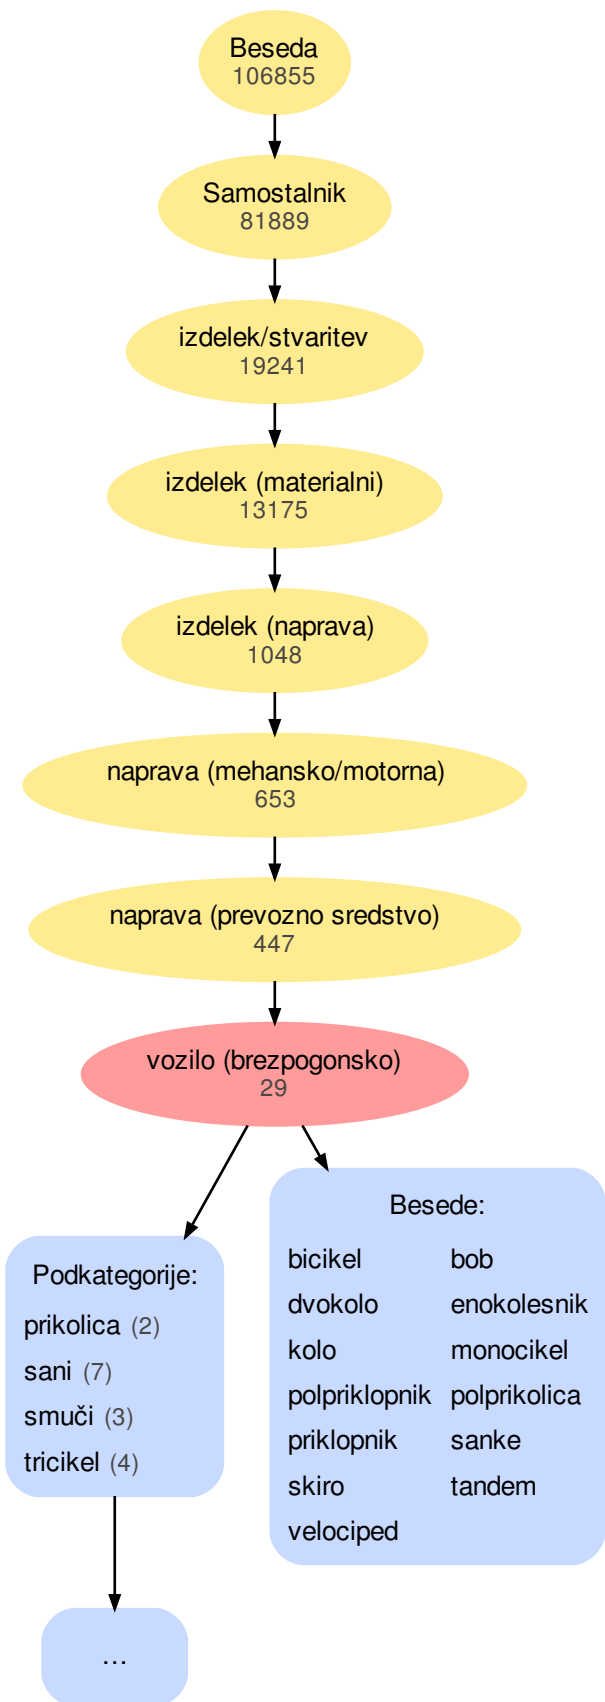 Beseda
106855
Samostalnik
81889
izdelek/stvaritev
19241
izdelek (materialni)
13175
izdelek (naprava)
1048
naprava (mehansko/motorna)
653
naprava (prevozno sredstvo)
447
vozilo (brezpogonsko)
29
Podkategorije:
prikolica (2)
sani (7)
smuči (3)
tricikel (4)
...
Besede:
bicikel bob
dvokolo enokolesnik
kolo monocikel
polpriklopnik polprikolica
priklopnik sanke
skiro tandem
velociped